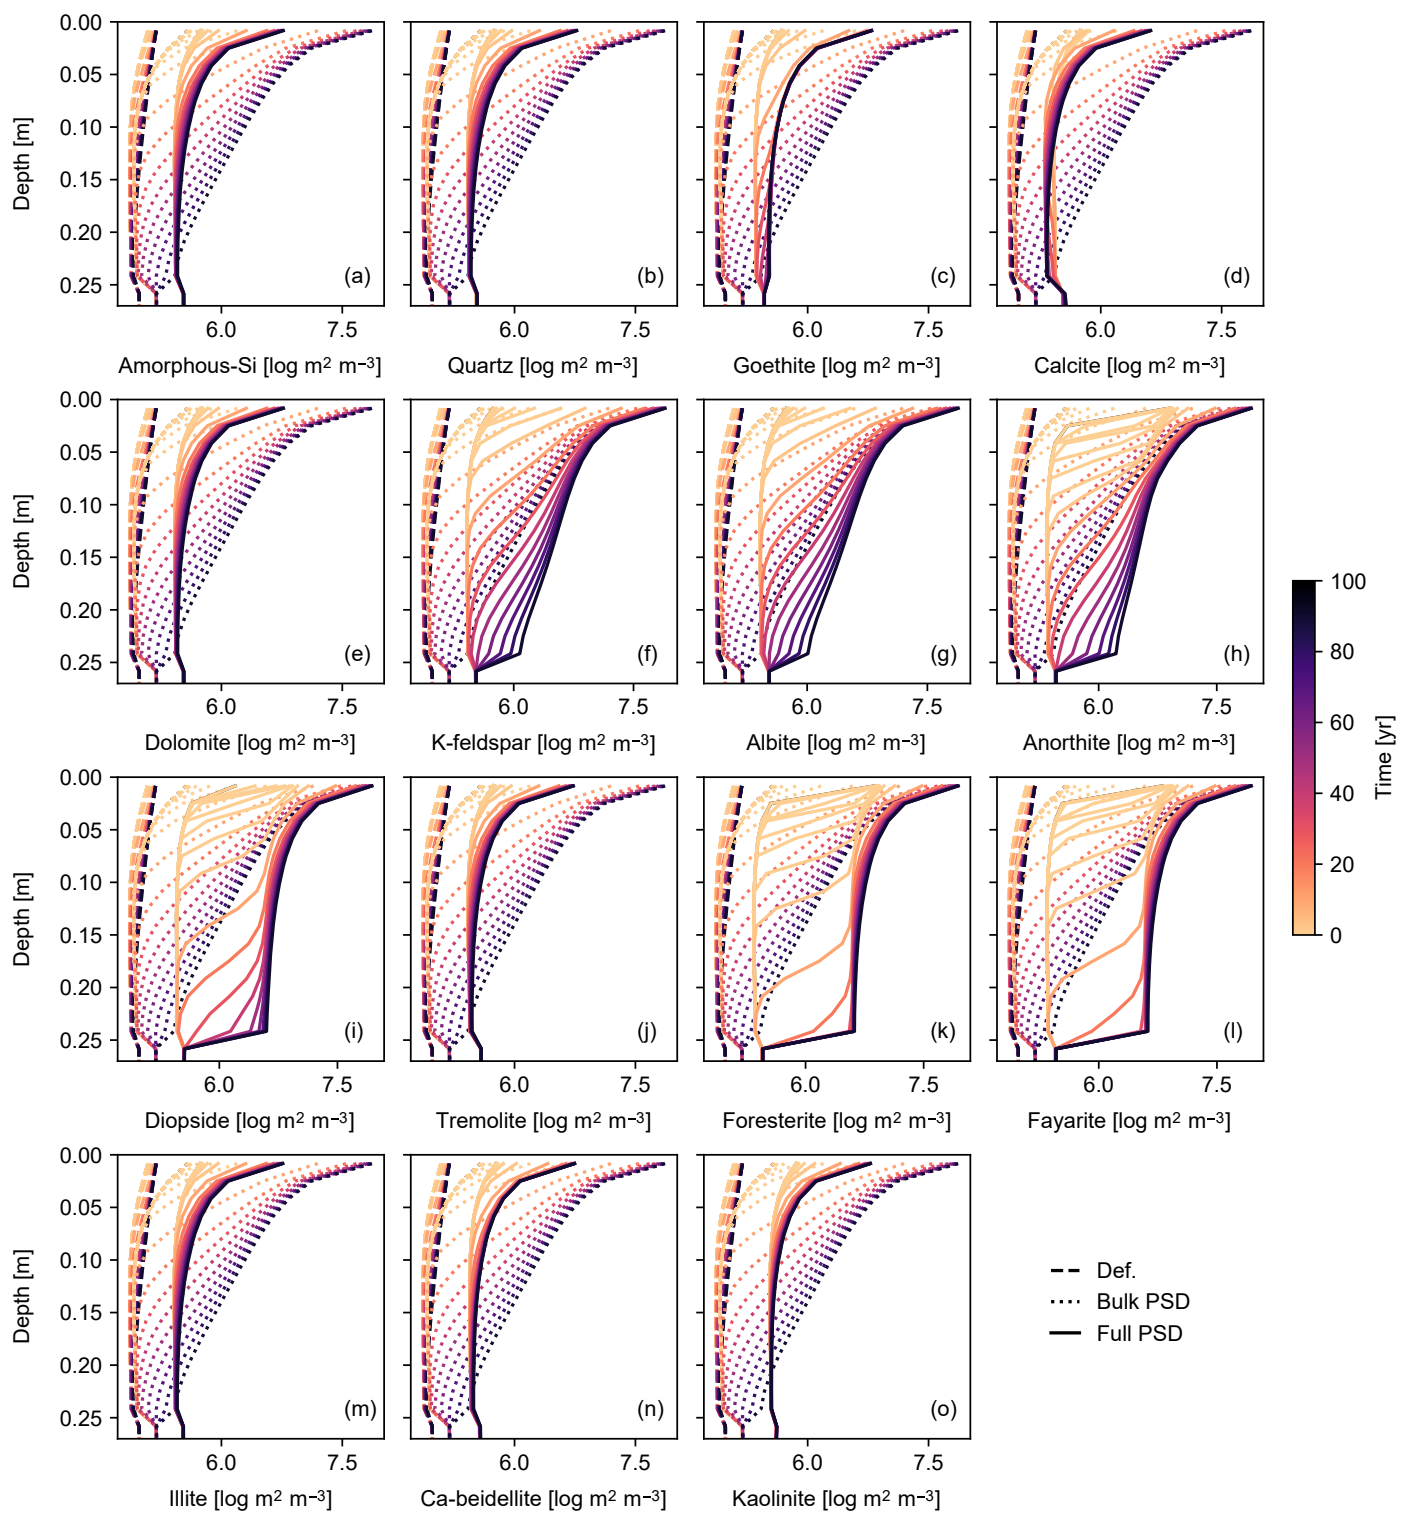 0.00
0.05
0.10
0.15
0.20
0.25
Depth [m]
(a)
(b)
(c)
(d)
6.0 7.5
6.0 7.5
6.0 7.5
6.0 7.5
Amorphous-Si [log m² m⁻³]
Quartz [log m² m⁻³]
Goethite [log m² m⁻³]
Calcite [log m² m⁻³]
0.00
0.05
0.10
0.15
0.20
0.25
Depth [m]
(e)
(f)
(g)
(h)
6.0 7.5
6.0 7.5
6.0 7.5
6.0 7.5
Dolomite [log m² m⁻³]
K-feldspar [log m² m⁻³]
Albite [log m² m⁻³]
Anorthite [log m² m⁻³]
100
80
60
40
20
0
Time [yr]
0.00
0.05
0.10
0.15
0.20
0.25
Depth [m]
(i)
(j)
(k)
(l)
6.0 7.5
6.0 7.5
6.0 7.5
6.0 7.5
Diopside [log m² m⁻³]
Tremolite [log m² m⁻³]
Foresterite [log m² m⁻³]
Fayarite [log m² m⁻³]
0.00
0.05
0.10
0.15
0.20
0.25
Depth [m]
(m)
(n)
(o)
6.0 7.5
6.0 7.5
6.0 7.5
Illite [log m² m⁻³]
Ca-beidellite [log m² m⁻³]
Kaolinite [log m² m⁻³]
Def.
Bulk PSD
Full PSD